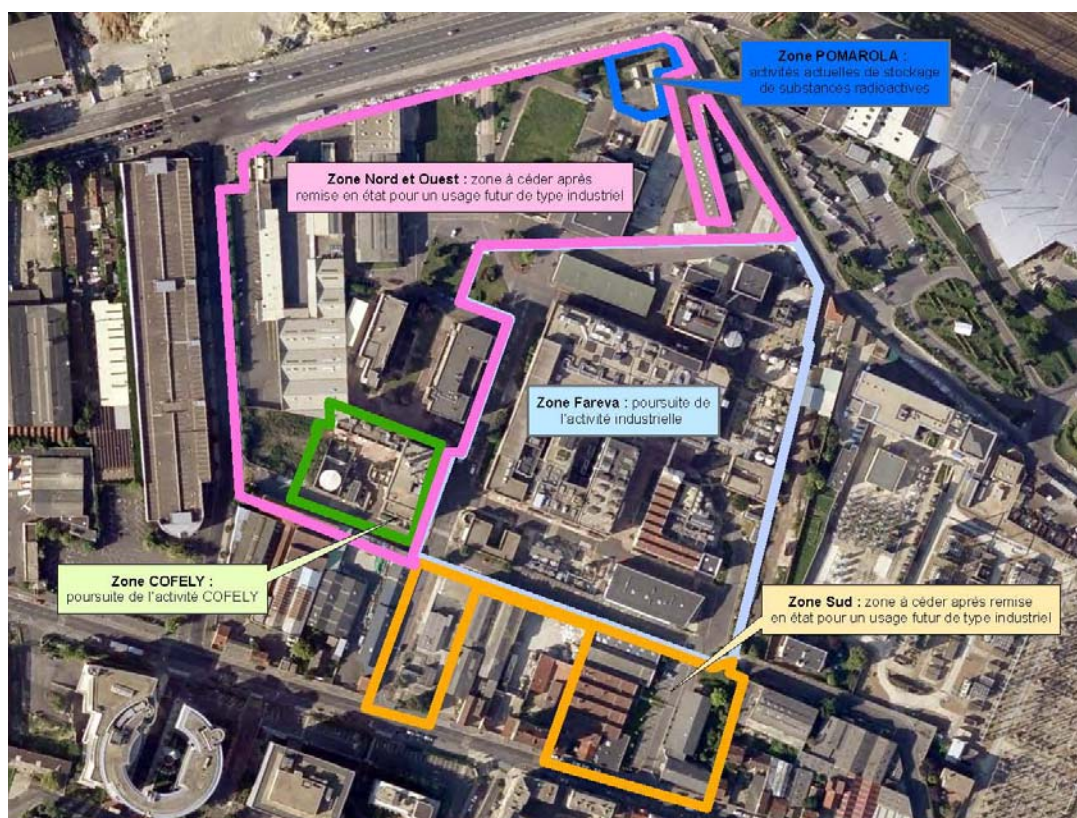 Zone POMAROLA :
activités actuelles de stockage
de substances radioactives
Zone Nord et Ouest : zone à céder après
remise en état pour un usage futur de type industriel
Zone Fareva : poursuite de
l'activité industrielle
Zone COFELY :
poursuite de l'activité COFELY
Zone Sud : zone à céder après remise
en état pour un usage futur de type industriel